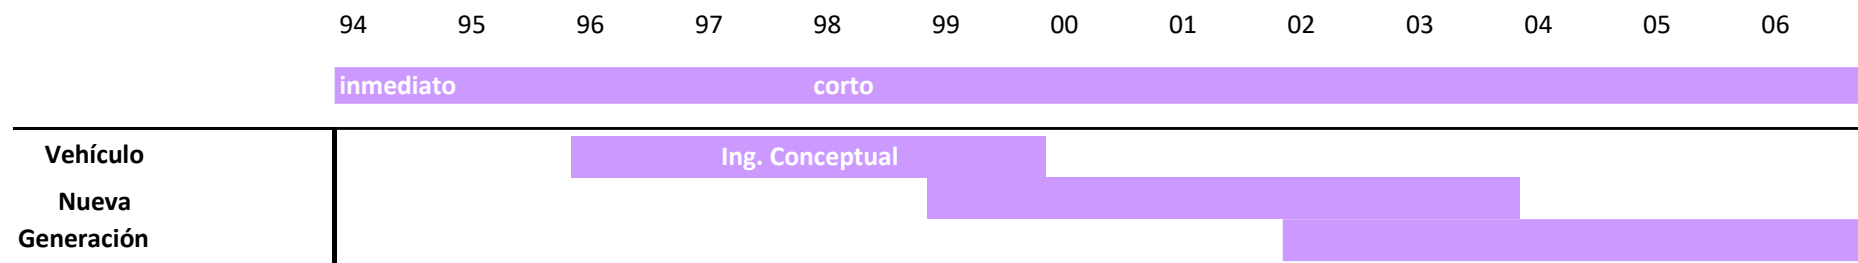 94 95 96 97 98 99 00 01 02 03 04 05 06
inmediato corto
Vehículo Ing. Conceptual
Nueva
Generación